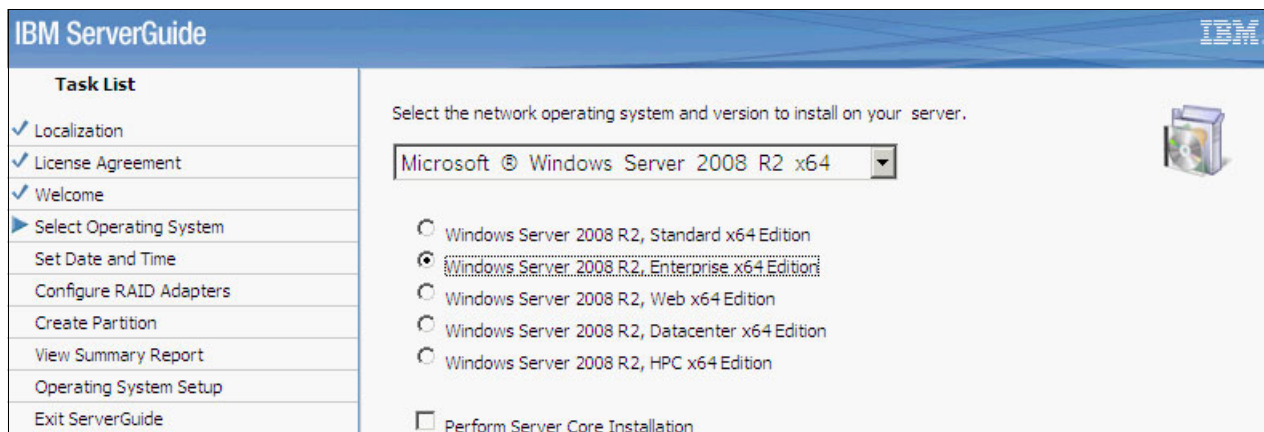 IBM ServerGuide
IBM.
Task List
Localization
License Agreement
Welcome
Select Operating System
Set Date and Time
Configure RAID Adapters
Create Partition
View Summary Report
Operating System Setup
Exit ServerGuide
Select the network operating system and version to install on your server.
Microsoft ® Windows Server 2008 R2 x64
Windows Server 2008 R2, Standard x64 Edition
Windows Server 2008 R2, Enterprise x64 Edition
Windows Server 2008 R2, Web x64 Edition
Windows Server 2008 R2, Datacenter x64 Edition
Windows Server 2008 R2, HPC x64 Edition
Perform Server Core Installation